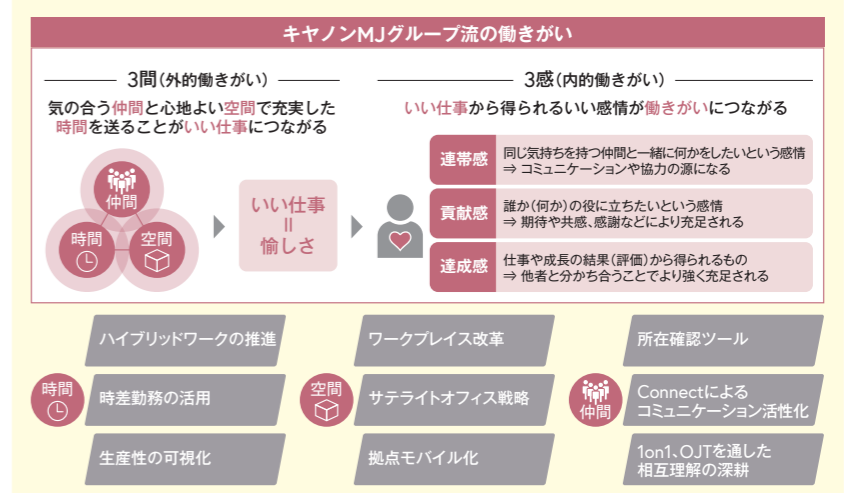 キヤノンMJグループ流の働きがい
3間(外的働きがい)
気の合う仲間と心地よい空間で充実した
時間を送ることがいい仕事につながる
仲間
時間
空間
いい仕事
=
愉しさ
3感(内的働きがい)
いい仕事から得られるいい感情が働きがいにつながる
連帯感
同じ気持ちを持つ仲間と一緒に何かをしたいという感情
⇒ コミュニケーションや協力の源になる
貢献感
誰か(何か)の役に立ちたいという感情
⇒ 期待や共感、感謝などにより充足される
達成感
仕事や成長の結果(評価)から得られるもの
⇒ 他者と分かち合うことでより強く充足される
時間
ハイブリッドワークの推進
時差勤務の活用
生産性の可視化
空間
ワークプレイス改革
サテライトオフィス戦略
拠点モバイル化
仲間
所在確認ツール
Connectによる
コミュニケーション活性化
1on1、OJTを通した
相互理解の深耕